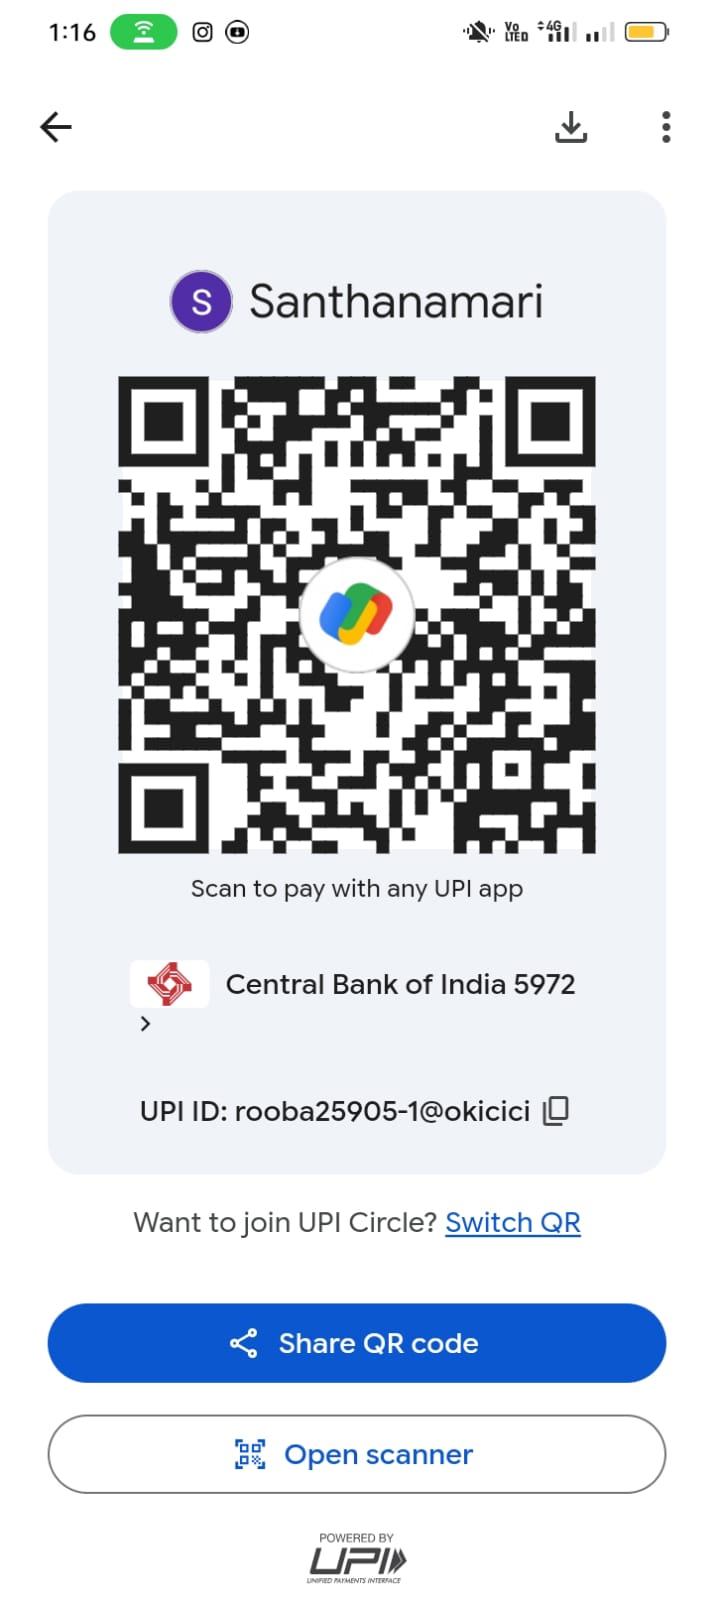 1:16
Vo
LTED
4G
S Santhanamari
Scan to pay with any UPI app
Central Bank of India 5972
UPI ID: rooba25905-1@okicici
Want to join UPI Circle? Switch QR
Share QR code
Open scanner
POWERED BY
UPI
UNIFIED PAYMENTS INTERFACE